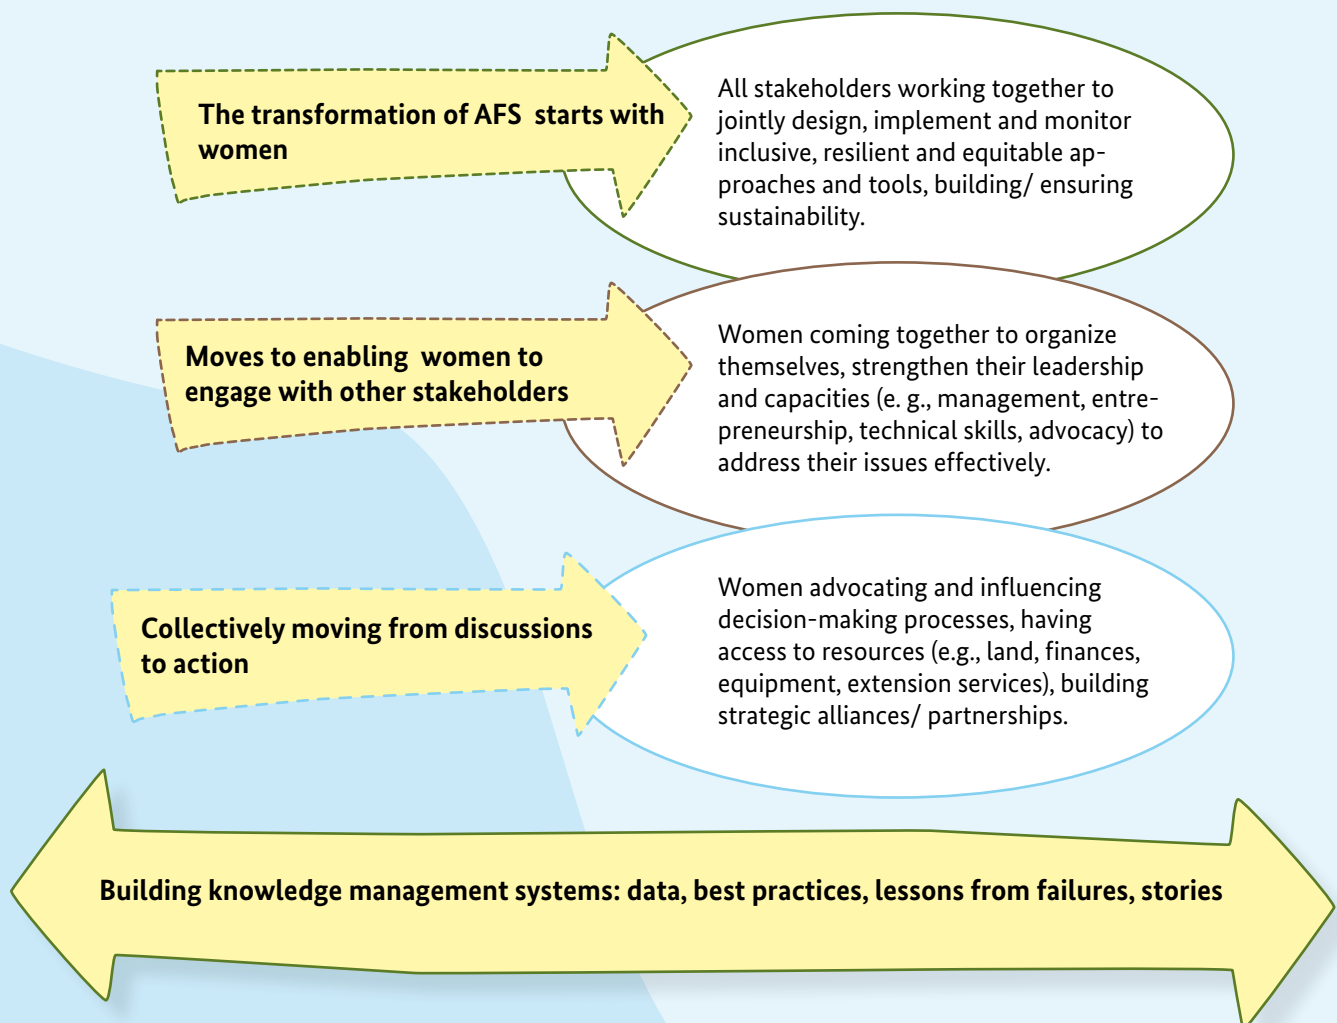 The transformation of AFS  starts with
women
All stakeholders working together to
jointly design, implement and monitor
inclusive, resilient and equitable ap-
proaches and tools, building/ ensuring
sustainability.
Moves to enabling  women to
engage with other stakeholders
Women coming together to organize
themselves, strengthen their leadership
and capacities (e. g., management, entre-
preneurship, technical skills, advocacy) to
address their issues effectively.
Collectively moving from discussions
to action
Women advocating and influencing
decision-making processes, having
access to resources (e.g., land, finances,
equipment, extension services), building
strategic alliances/ partnerships.
Building knowledge management systems: data, best practices, lessons from failures, stories